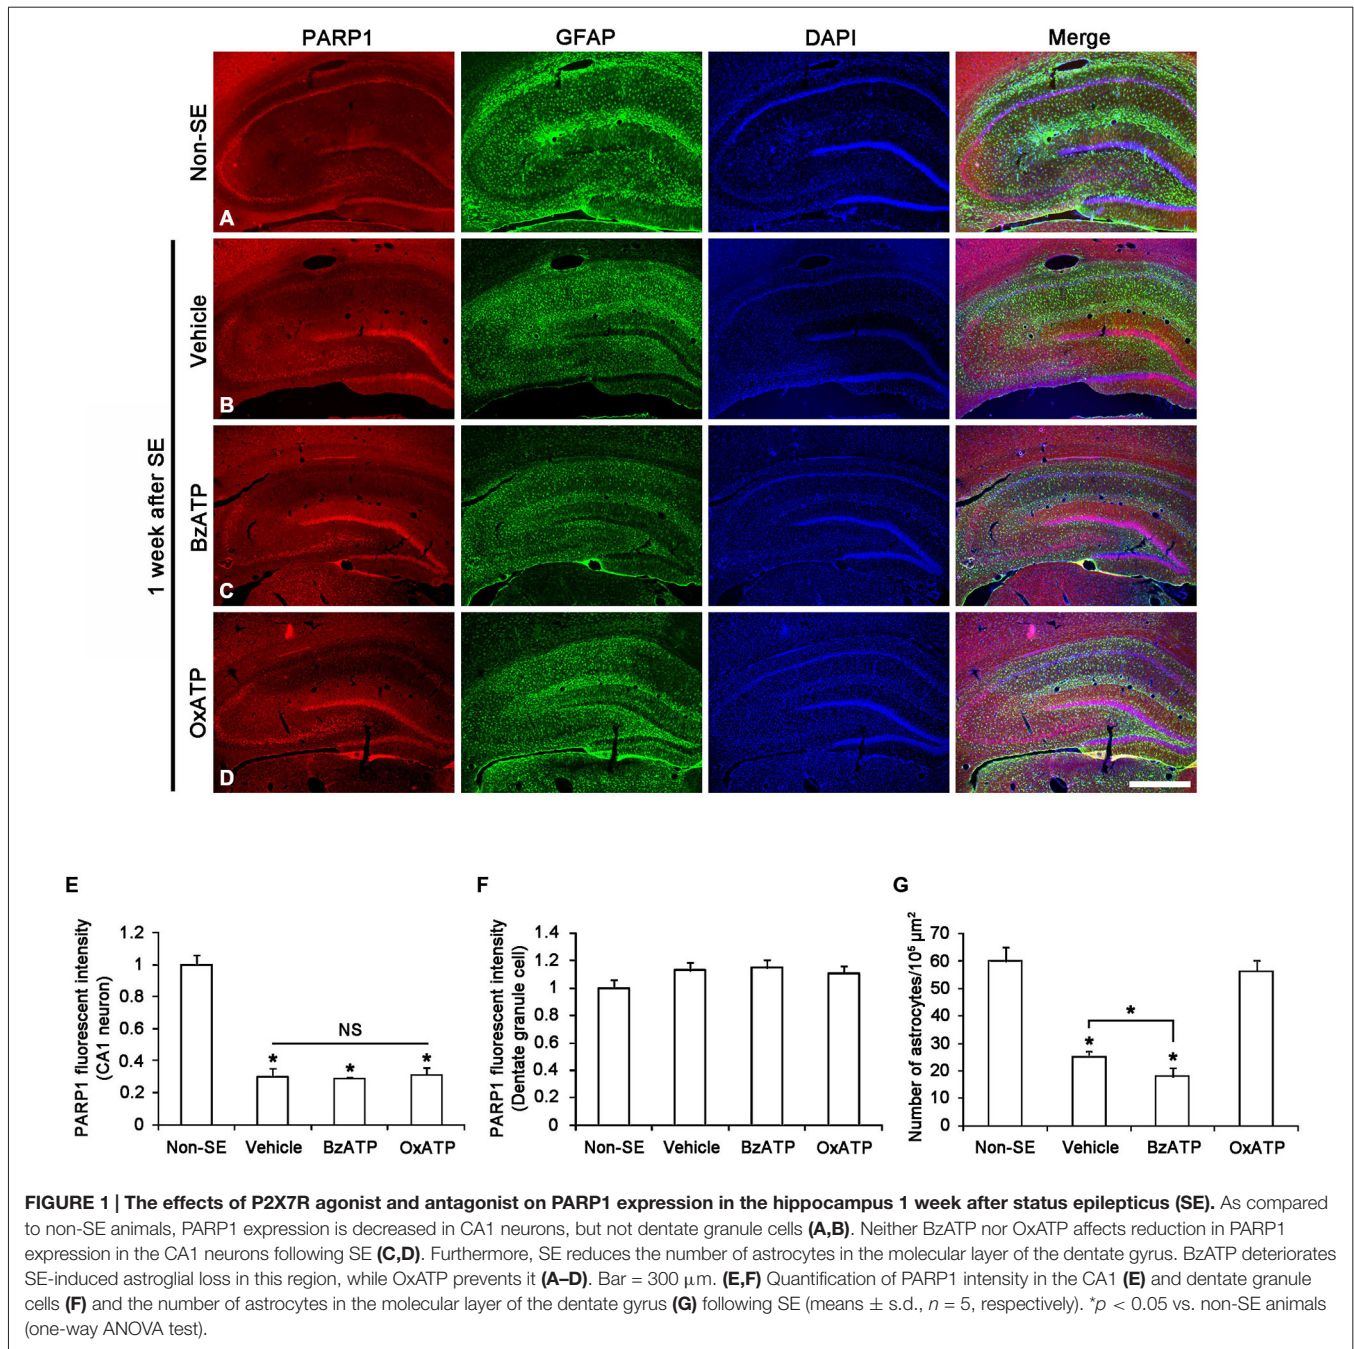 PARP1 GFAP DAPI Merge
Non-SE
A
1 week after SE
Vehicle
B
BzATP
C
OxATP
D
E
PARP1 fluorescent intensity
(CA1 neuron)
1.2
1
0.8
0.6
0.4
0.2
0
NS
* * *
Non-SE Vehicle BzATP OxATP
F
PARP1 fluorescent intensity
(Dentate granule cell)
1.4
1.2
1
0.8
0.6
0.4
0.2
0
Non-SE Vehicle BzATP OxATP
G
Number of astrocytes/10⁵ µm²
70
60
50
40
30
20
10
0
*
* *
Non-SE Vehicle BzATP OxATP
FIGURE 1 | The effects of P2X7R agonist and antagonist on PARP1 expression in the hippocampus 1 week after status epilepticus (SE). As compared
to non-SE animals, PARP1 expression is decreased in CA1 neurons, but not dentate granule cells (A,B). Neither BzATP nor OxATP affects reduction in PARP1
expression in the CA1 neurons following SE (C,D). Furthermore, SE reduces the number of astrocytes in the molecular layer of the dentate gyrus. BzATP deteriorates
SE-induced astroglial loss in this region, while OxATP prevents it (A–D). Bar = 300 µm. (E,F) Quantification of PARP1 intensity in the CA1 (E) and dentate granule
cells (F) and the number of astrocytes in the molecular layer of the dentate gyrus (G) following SE (means ± s.d., n = 5, respectively). *p < 0.05 vs. non-SE animals
(one-way ANOVA test).